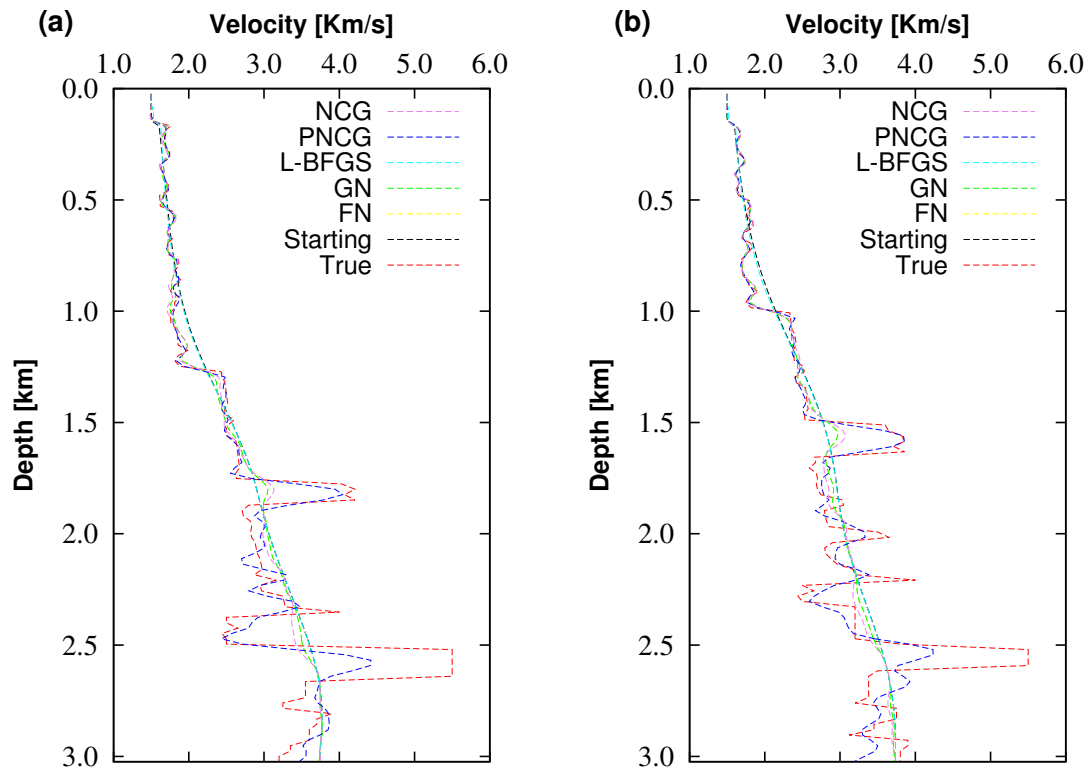 (a) Velocity [Km/s]
1.0 2.0 3.0 4.0 5.0 6.0
0.0
0.5
1.0
1.5
2.0
2.5
3.0
Depth [km]
NCG
PNCG
L-BFGS
GN
FN
Starting
True
(b) Velocity [Km/s]
1.0 2.0 3.0 4.0 5.0 6.0
0.0
0.5
1.0
1.5
2.0
2.5
3.0
Depth [km]
NCG
PNCG
L-BFGS
GN
FN
Starting
True